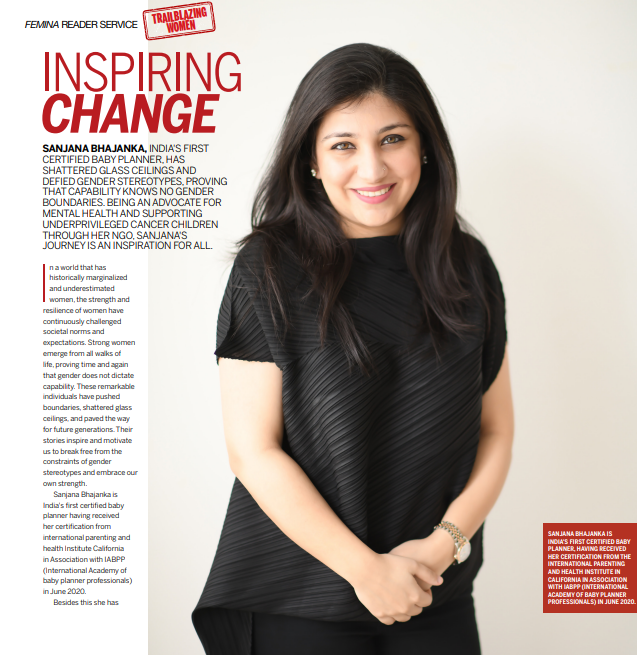 FEMINA READER SERVICE
TRAILBLAZING
WOMEN
INSPIRING
CHANGE
SANJANA BHAJANKA, INDIA'S FIRST
CERTIFIED BABY PLANNER, HAS
SHATTERED GLASS CEILINGS AND
DEFIED GENDER STEREOTYPES, PROVING
THAT CAPABILITY KNOWS NO GENDER
BOUNDARIES. BEING AN ADVOCATE FOR
MENTAL HEALTH AND SUPPORTING
UNDERPRIVILEGED CANCER CHILDREN
THROUGH HER NGO, SANJANA'S
JOURNEY IS AN INSPIRATION FOR ALL.
In a world that has
historically marginalized
and underestimated
women, the strength and
resilience of women have
continuously challenged
societal norms and
expectations. Strong women
emerge from all walks of
life, proving time and again
that gender does not dictate
capability. These remarkable
individuals have pushed
boundaries, shattered glass
ceilings, and paved the way
for future generations. Their
stories inspire and motivate
us to break free from the
constraints of gender
stereotypes and embrace our
own strength.
Sanjana Bhajanka is
India's first certified baby
planner having received
her certification from
international parenting and
health Institute California
in Association with IABPP
(International Academy of
baby planner professionals)
in June 2020.
Besides this she has
SANJANA BHAJANKA IS
INDIA'S FIRST CERTIFIED BABY
PLANNER, HAVING RECEIVED
HER CERTIFICATION FROM THE
INTERNATIONAL PARENTING
AND HEALTH INSTITUTE IN
CALIFORNIA IN ASSOCIATION
WITH IABPP (INTERNATIONAL
ACADEMY OF BABY PLANNER
PROFESSIONALS) IN JUNE 2020.